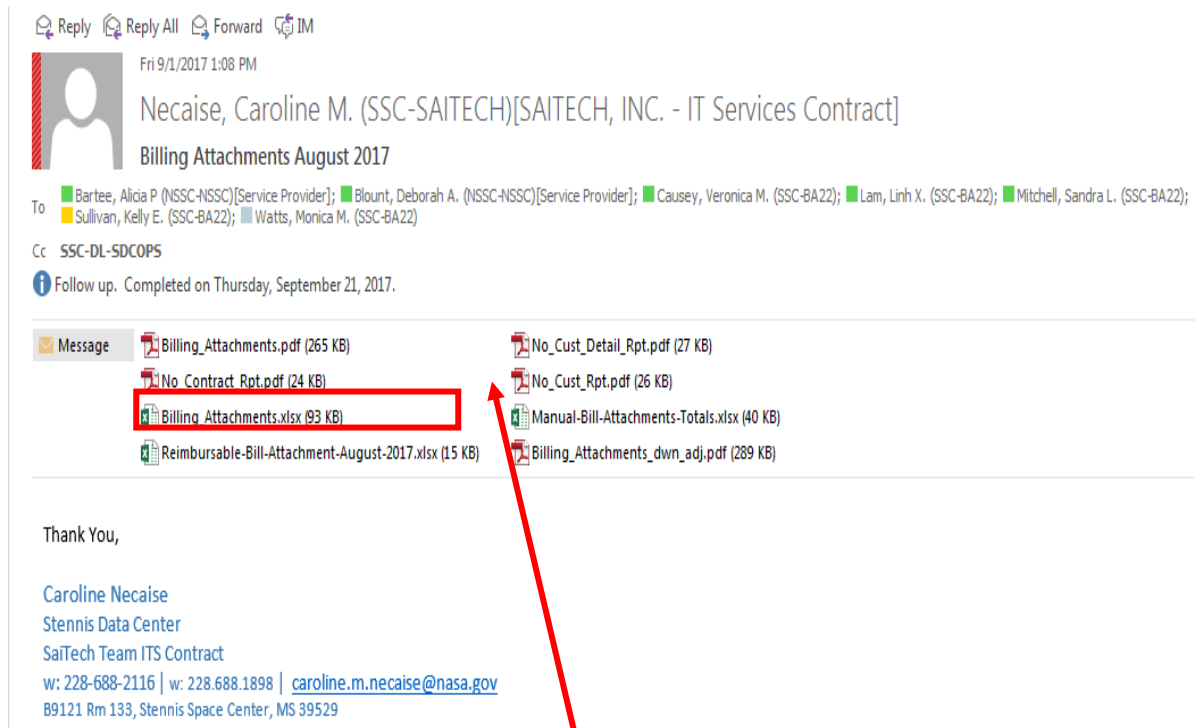 Reply Reply All Forward IM
Fri 9/1/2017 1:08 PM
Necaise, Caroline M. (SSC-SAITECH)[SAITECH, INC. - IT Services Contract]
Billing Attachments August 2017
To Bartee, Alicia P (NSSC-NSSC)[Service Provider]; Blount, Deborah A. (NSSC-NSSC)[Service Provider]; Causey, Veronica M. (SSC-BA22); Lam, Linh X. (SSC-BA22); Mitchell, Sandra L. (SSC-BA22);
Sullivan, Kelly E. (SSC-BA22); Watts, Monica M. (SSC-BA22)
Cc SSC-DL-SDCOPS
Follow up. Completed on Thursday, September 21, 2017.
Message Billing_Attachments.pdf (265 KB) No_Cust_Detail_Rpt.pdf (27 KB)
No_Contract_Rpt.pdf (24 KB) No_Cust_Rpt.pdf (26 KB)
Billing_Attachments.xlsx (93 KB) Manual-Bill-Attachments-Totals.xlsx (40 KB)
Reimbursable-Bill-Attachment-August-2017.xlsx (15 KB) Billing_Attachments_dwn_adj.pdf (289 KB)
Thank You,
Caroline Necaise
Stennis Data Center
SaiTech Team ITS Contract
w: 228-688-2116 | w: 228.688.1898 | caroline.m.necaise@nasa.gov
B9121 Rm 133, Stennis Space Center, MS 39529